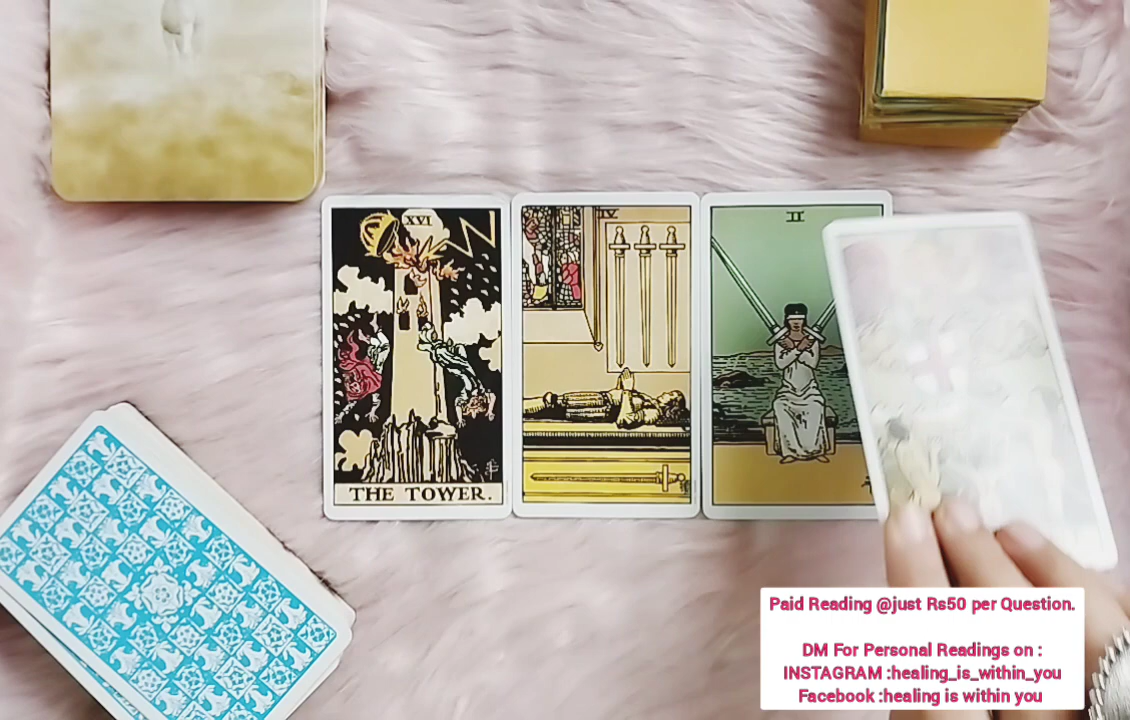 XVI
IV
II
THE TOWER.
Paid Reading @just Rs50 per Question.
DM For Personal Readings on :
INSTAGRAM :healing_is_within_you
Facebook :healing is within you